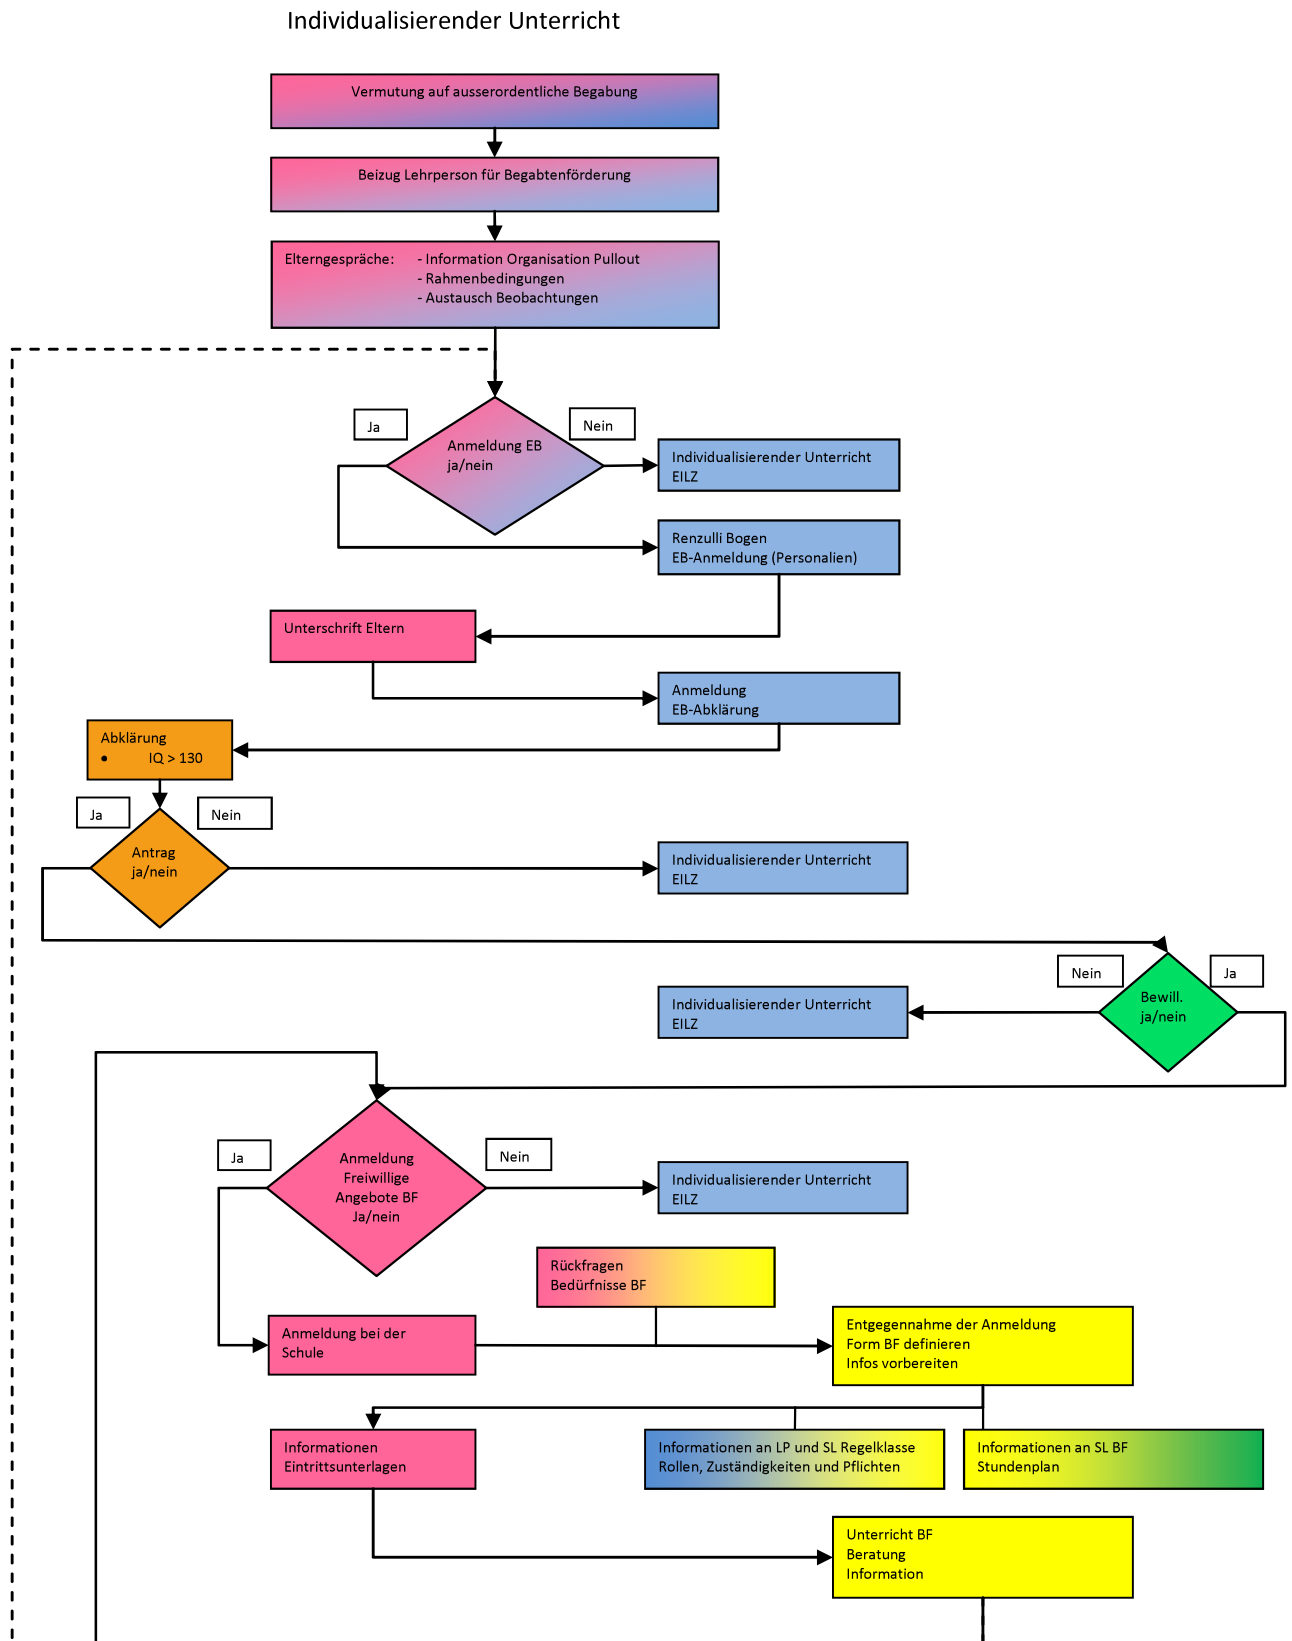 Individualisierender Unterricht
Vermutung auf ausserordentliche Begabung
Beizug Lehrperson für Begabtenförderung
Elterngespräche: - Information Organisation Pullout
- Rahmenbedingungen
- Austausch Beobachtungen
Ja
Nein
Anmeldung EB
ja/nein
Individualisierender Unterricht
EILZ
Renzulli Bogen
EB-Anmeldung (Personalien)
Unterschrift Eltern
Anmeldung
EB-Abklärung
Abklärung
• IQ > 130
Ja
Nein
Antrag
ja/nein
Individualisierender Unterricht
EILZ
Nein
Ja
Bewill.
ja/nein
Individualisierender Unterricht
EILZ
Ja
Nein
Anmeldung
Freiwillige
Angebote BF
Ja/nein
Individualisierender Unterricht
EILZ
Rückfragen
Bedürfnisse BF
Anmeldung bei der
Schule
Entgegennahme der Anmeldung
Form BF definieren
Infos vorbereiten
Informationen
Eintrittsunterlagen
Informationen an LP und SL Regelklasse
Rollen, Zuständigkeiten und Pflichten
Informationen an SL BF
Stundenplan
Unterricht BF
Beratung
Information